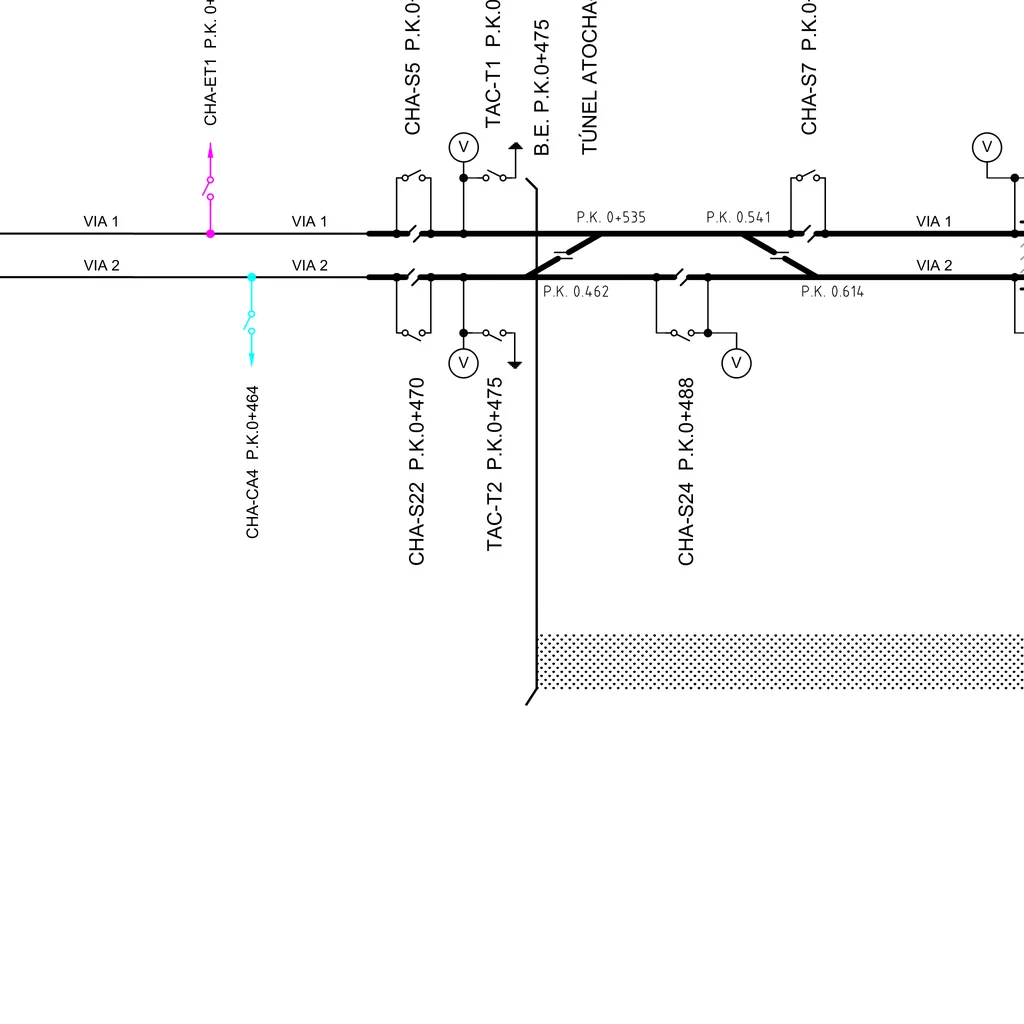 CHA-ET1 P.K. 0+
CHA-S5 P.K.0+
TAC-T1 P.K.0
B.E. P.K.0+475
TÚNEL ATOCHA-
CHA-S7 P.K.0+
V
V
VIA 1
VIA 1
P.K. 0+535
P.K. 0.541
VIA 1
VIA 2
VIA 2
VIA 2
P.K. 0.462
P.K. 0.614
V
V
CHA-CA4 P.K.0+464
CHA-S22 P.K.0+470
TAC-T2 P.K.0+475
CHA-S24 P.K.0+488